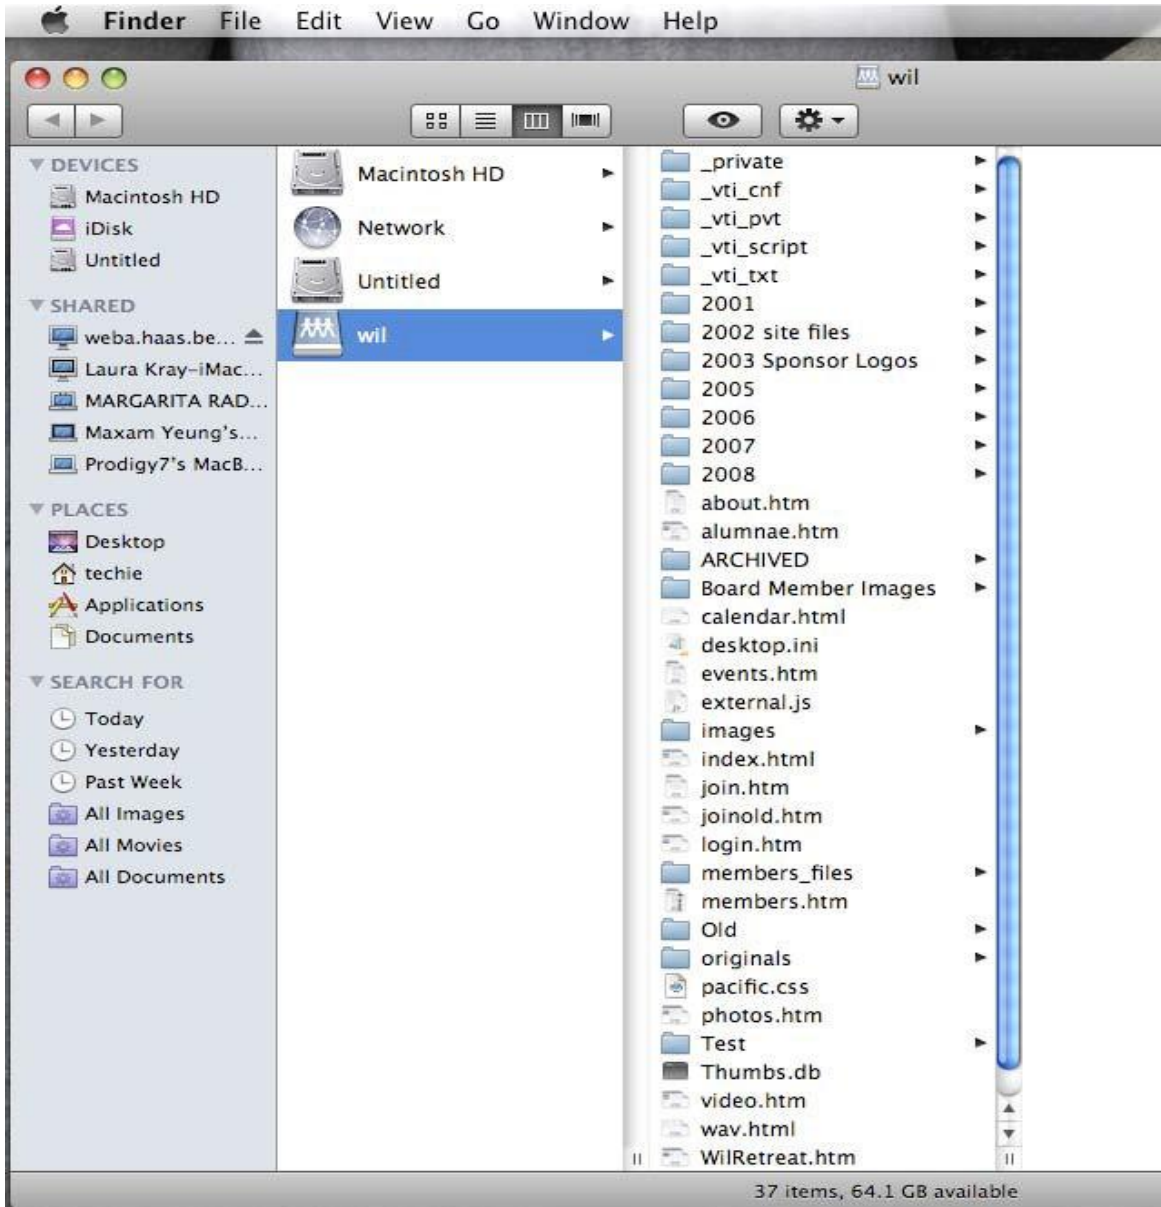 Finder File Edit View Go Window Help
wil
DEVICES
Macintosh HD
iDisk
Untitled
SHARED
weba.haas.be...
Laura Kray-iMac...
MARGARITA RAD...
Maxam Yeung's...
Prodigy7's MacB...
PLACES
Desktop
techie
Applications
Documents
SEARCH FOR
Today
Yesterday
Past Week
All Images
All Movies
All Documents
Macintosh HD
Network
Untitled
wil
_private
_vti_cnf
_vti_pvt
_vti_script
_vti_txt
2001
2002 site files
2003 Sponsor Logos
2005
2006
2007
2008
about.htm
alumnae.htm
ARCHIVED
Board Member Images
calendar.html
desktop.ini
events.htm
external.js
images
index.html
join.htm
joinold.htm
login.htm
members_files
members.htm
Old
originals
pacific.css
photos.htm
Test
Thumbs.db
video.htm
wav.html
WilRetreat.htm
37 items, 64.1 GB available